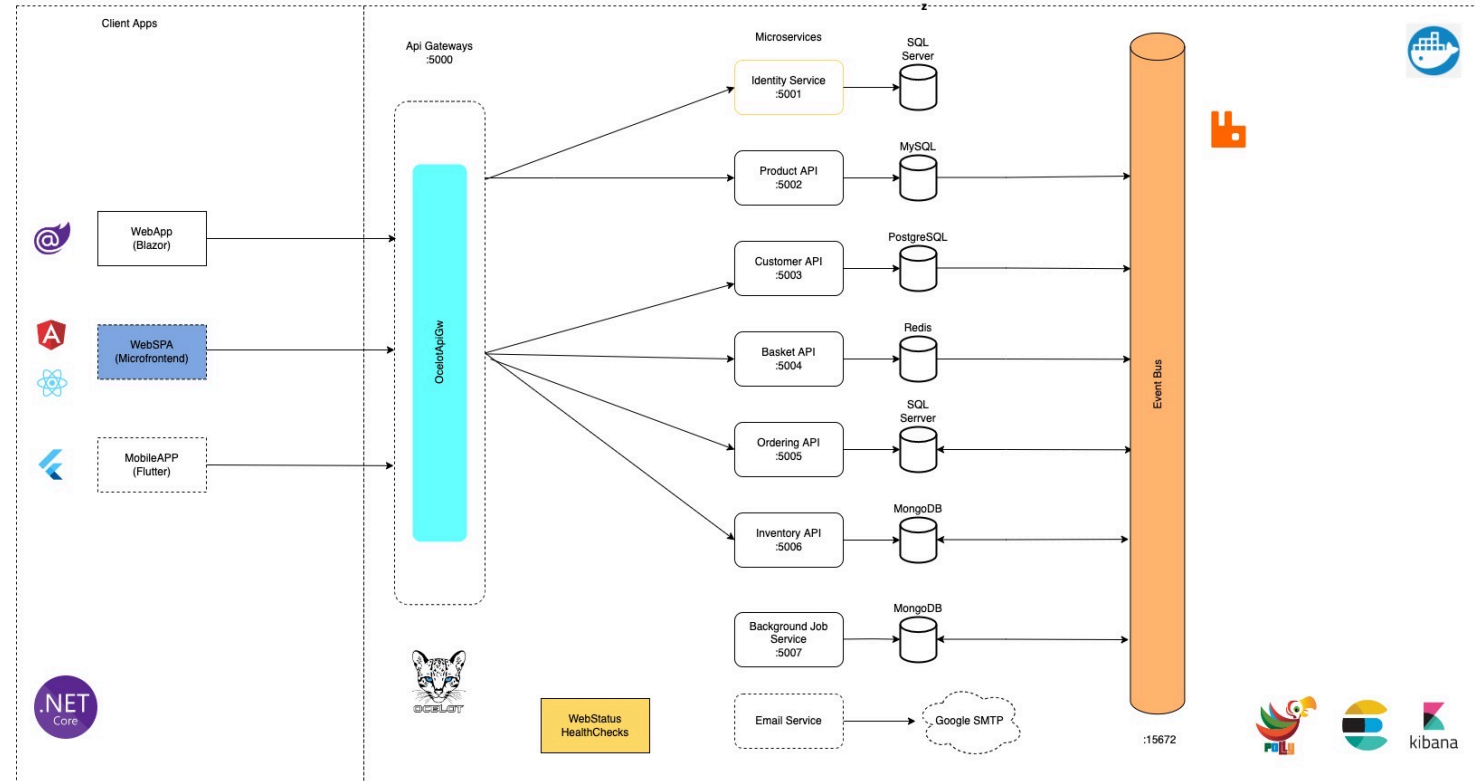 z
Client Apps
Api Gateways
:5000
Microservices
SQL
Server
Identity Service
:5001
MySQL
Product API
:5002
WebApp
(Blazor)
PostgreSQL
Customer API
:5003
WebSPA
(Microfrontend)
OcelotApiGw
Redis
Basket API
:5004
Event Bus
SQL
Serrver
Ordering API
:5005
MobileAPP
(Flutter)
MongoDB
Inventory API
:5006
MongoDB
Background Job
Service
:5007
.NET
Core
OCELOT
WebStatus
HealthChecks
Email Service
Google SMTP
:15672
POLLY
kibana